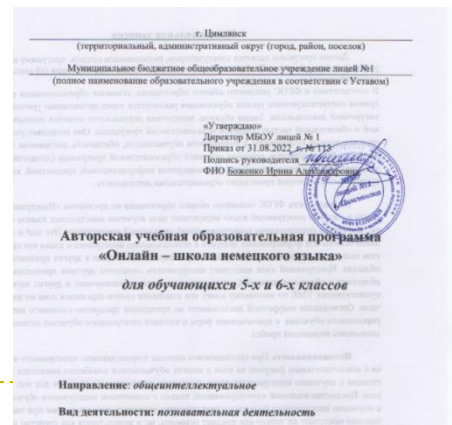 г. Цимлянск
(территориальный, административный округ (город, район, поселок)
Муниципальное бюджетное общеобразовательное учреждение лицей №1
(полное наименование образовательного учреждения в соответствии с Уставом)
«Утверждаю»
Директор МБОУ лицей № 1
Приказ от 31.08.2022 г. № 113
Подпись руководителя
ФИО Боженко Ирина Александровна
Авторская учебная образовательная программа
«Онлайн – школа немецкого языка»
для обучающихся 5-х и 6-х классов
Направление: общеинтеллектуальное
Вид деятельности: познавательная деятельность